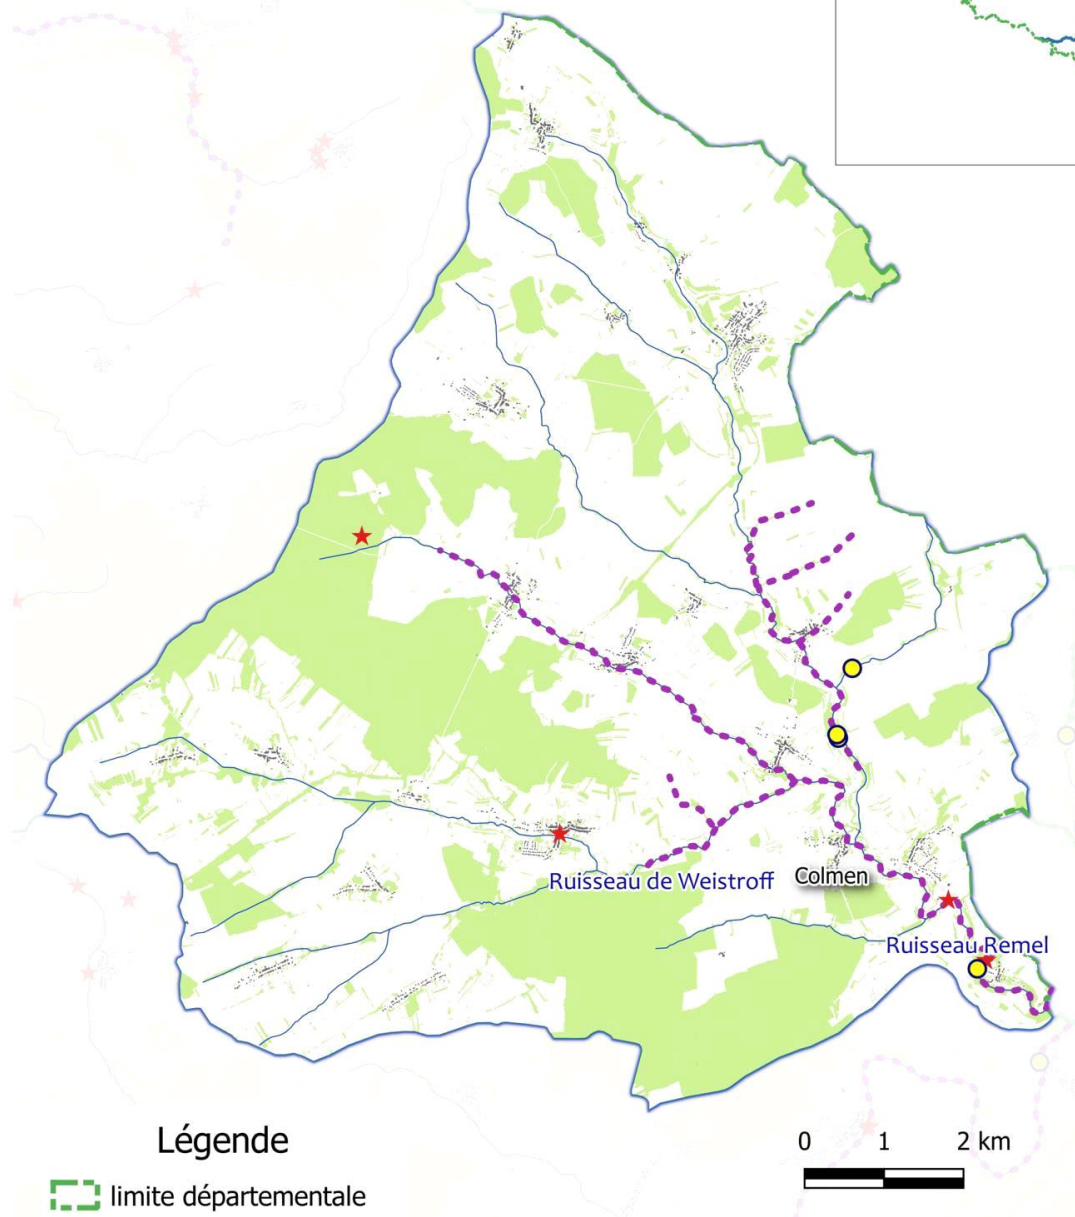 Ruisseau de Weistroff
Colmen
Ruisseau Remel
Légende
0 1 2 km
limite départementale